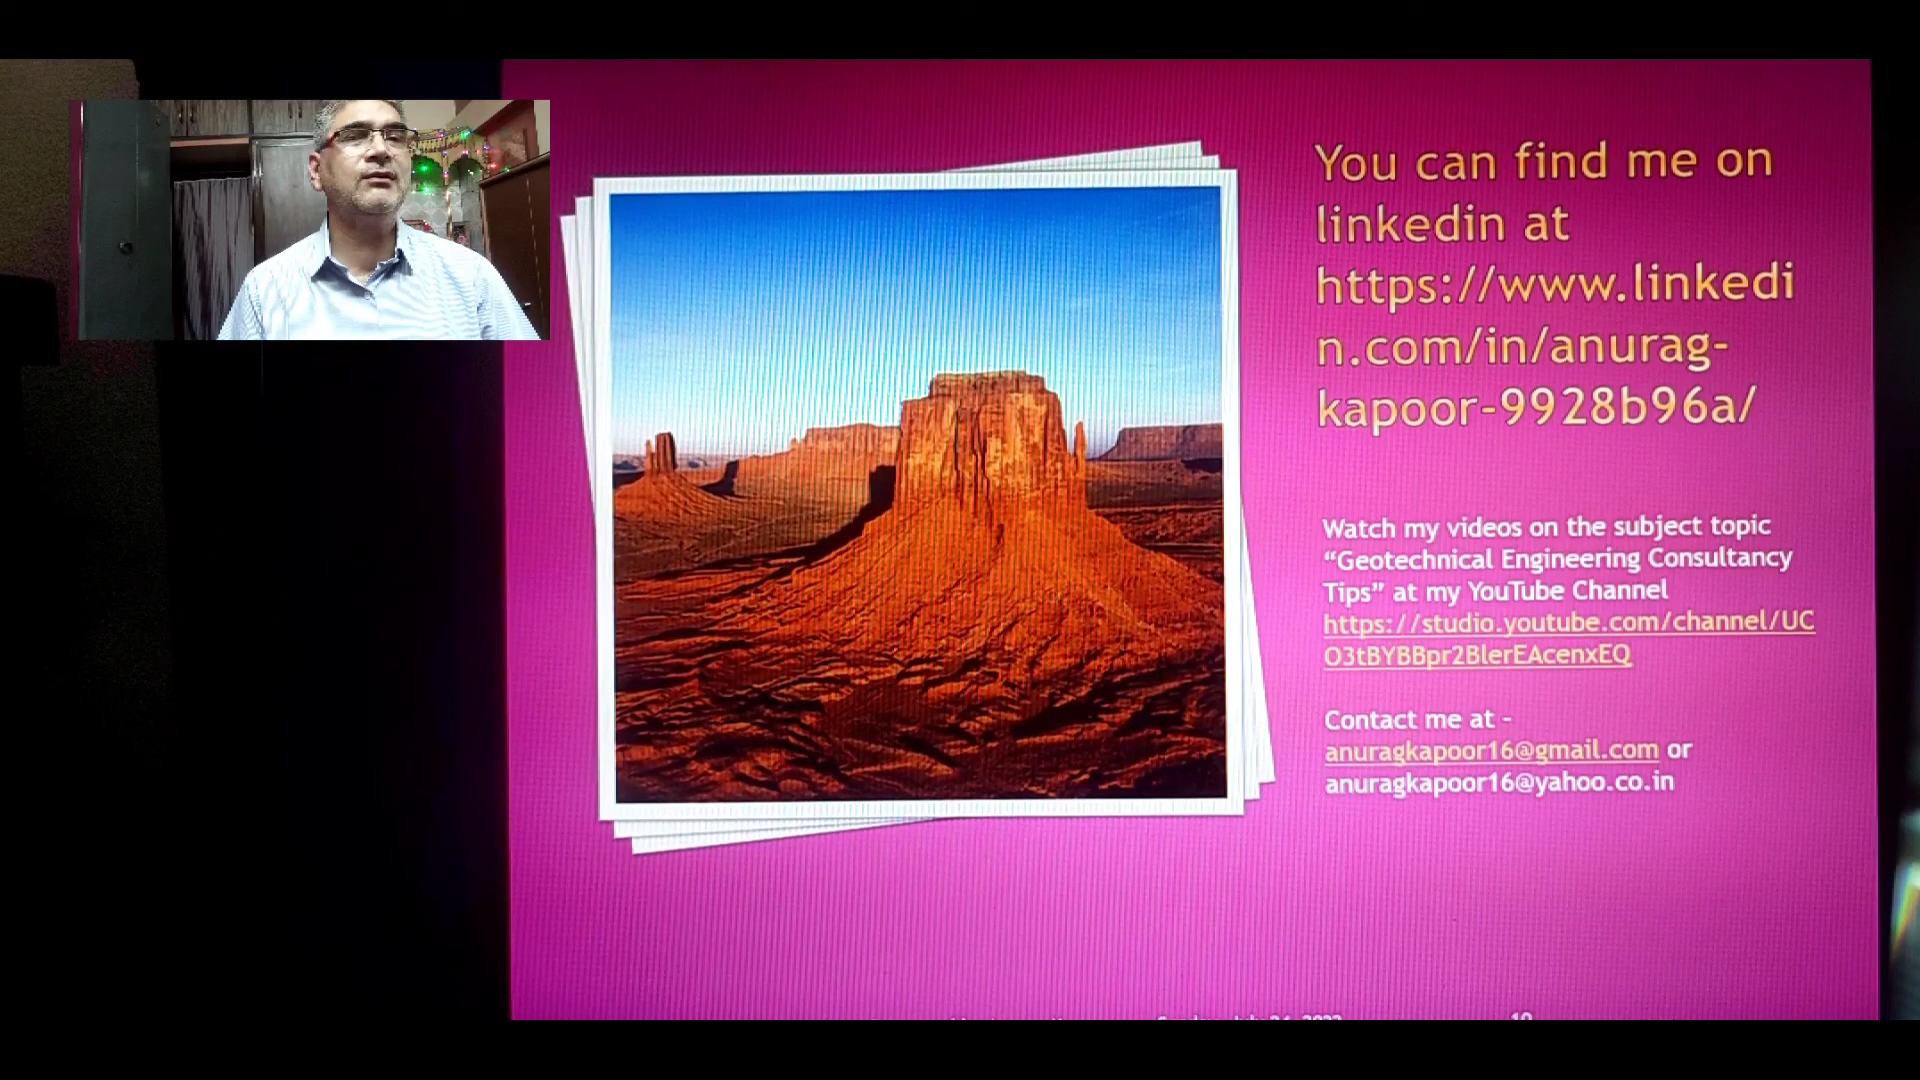 You can find me on
linkedin at
https://www.linkedi
n.com/in/anurag-
kapoor-9928b96a/
Watch my videos on the subject topic
“Geotechnical Engineering Consultancy
Tips” at my YouTube Channel
https://studio.youtube.com/channel/UC
O3tBYBBpr2BlerEAcenxEQ
Contact me at -
anuragkapoor16@gmail.com or
anuragkapoor16@yahoo.co.in